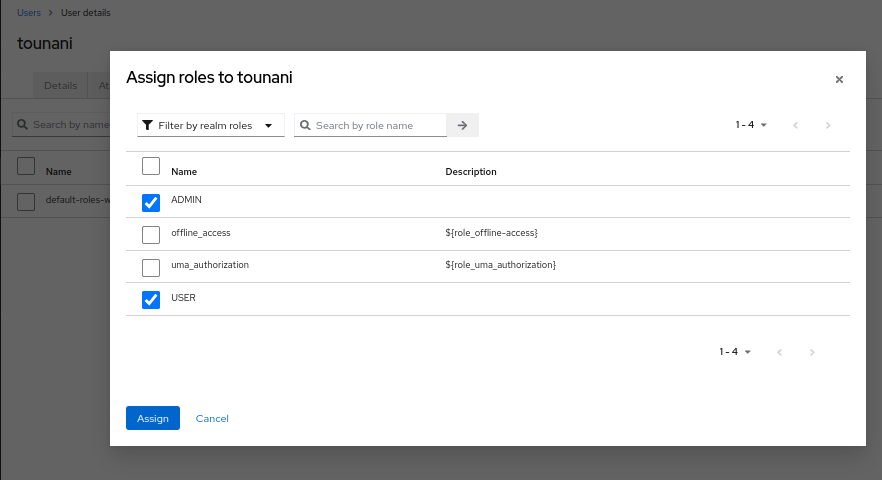 Users > User details
tounani
Details
At
Search by name
Name
default-roles-w
Assign roles to tounani
Filter by realm roles
Search by role name
1 - 4
Name Description
ADMIN
offline_access ${role_offline-access}
uma_authorization ${role_uma_authorization}
USER
1 - 4
Assign
Cancel